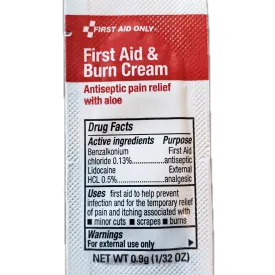 FIRST AID ONLY
First Aid &
Burn Cream
Antiseptic pain relief
with aloe
Drug Facts
Active ingredients Purpose
Benzalkonium First Aid
chloride 0.13%..............antiseptic
Lidocaine External
HCL 0.5%.................analgesic
Uses first aid to help prevent
infection and for the temporary relief
of pain and itching associated with
■ minor cuts ■ scrapes ■ burns
Warnings
For external use only
NET WT 0.9g (1/32 OZ)